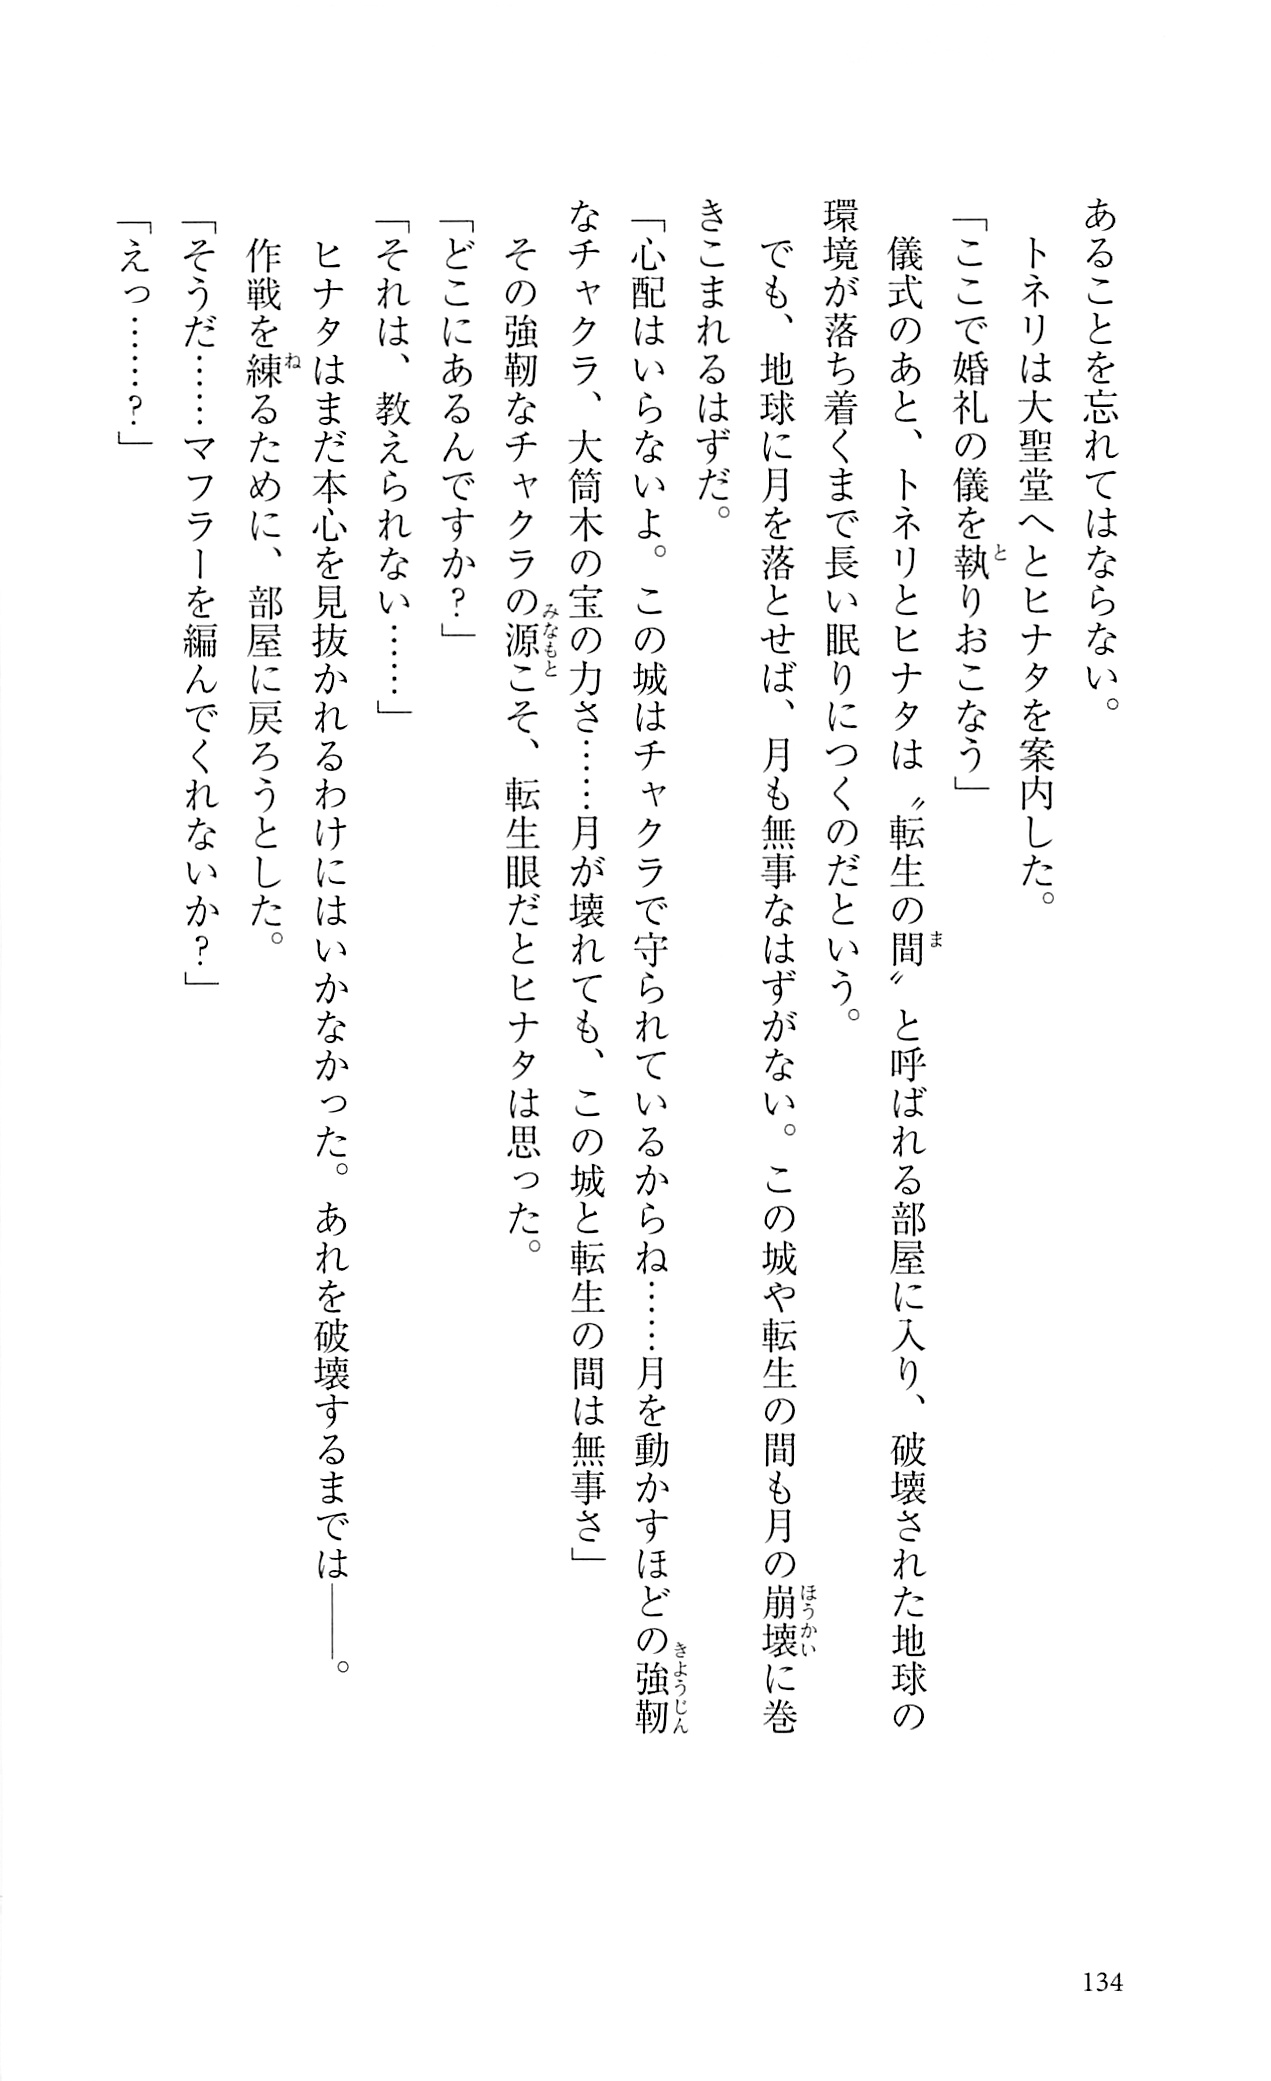 あることを忘れてはならない。
　トネリは大聖堂へとヒナタを案内した。
「ここで婚礼の儀を執りおこなう」
　儀式のあと、トネリとヒナタは〝転生の間〟と呼ばれる部屋に入り、破壊された地球の
環境が落ち着くまで長い眠りにつくのだという。
　でも、地球に月を落とせば、月も無事なはずがない。この城や転生の間も月の崩壊に巻
きこまれるはずだ。
「心配はいらないよ。この城はチャクラで守られているからね……月を動かすほどの強靭
なチャクラ、大筒木の宝の力さ……月が壊れても、この城と転生の間は無事さ」
　その強靭なチャクラの源こそ、転生眼だとヒナタは思った。
「どこにあるんですか？」
「それは、教えられない……」
　ヒナタはまだ本心を見抜かれるわけにはいかなかった。あれを破壊するまでは――。
　作戦を練るために、部屋に戻ろうとした。
「そうだ……マフラーを編んでくれないか？」
「えっ……？」
134